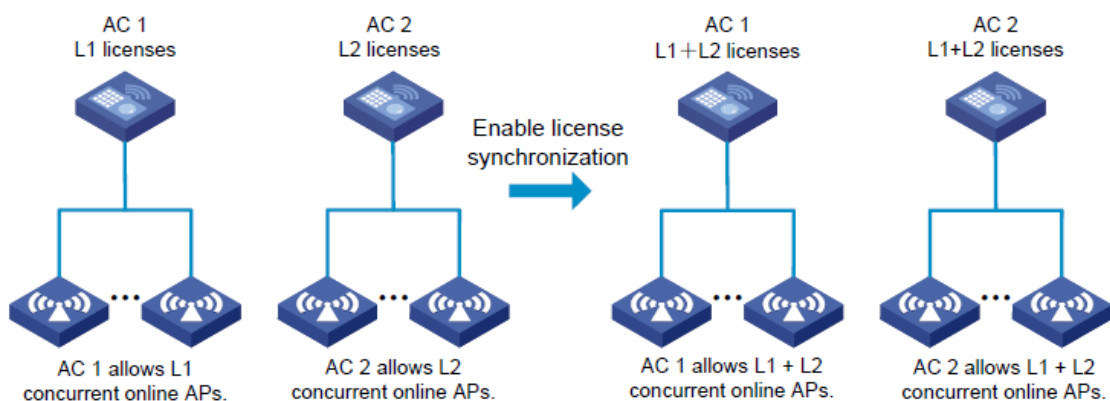 AC 1
L1 licenses
AC 2
L2 licenses
Enable license
synchronization
AC 1
L1+L2 licenses
AC 2
L1+L2 licenses
AC 1 allows L1
concurrent online APs.
AC 2 allows L2
concurrent online APs.
AC 1 allows L1 + L2
concurrent online APs.
AC 2 allows L1 + L2
concurrent online APs.